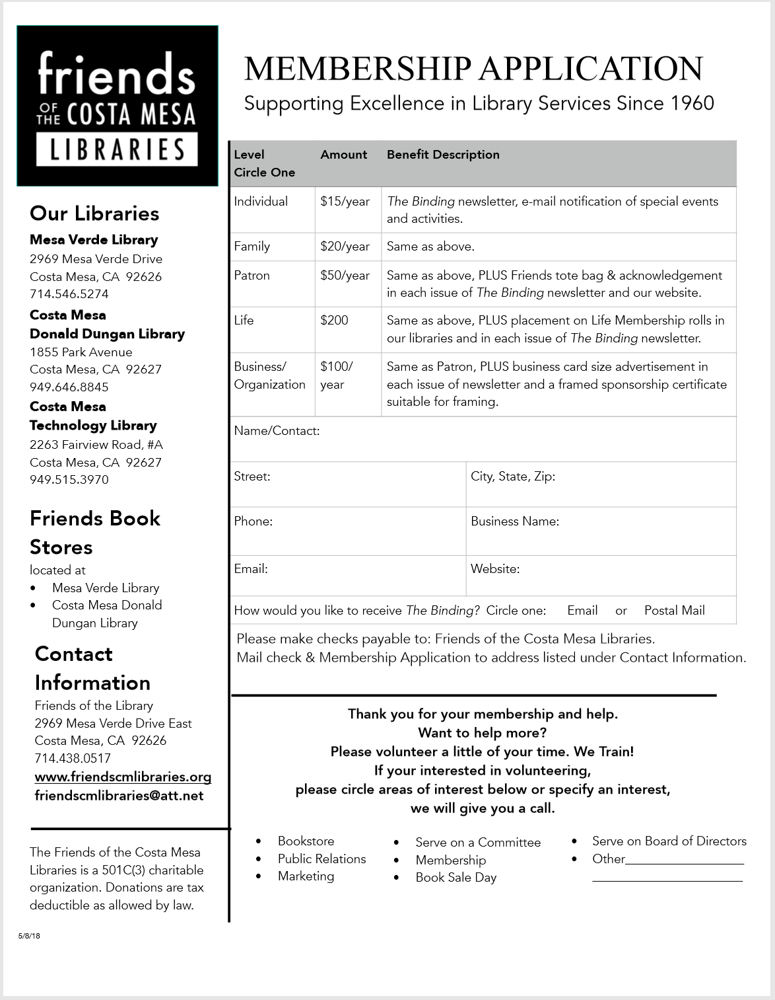 friends
OF THE COSTA MESA
LIBRARIES
MEMBERSHIP APPLICATION
Supporting Excellence in Library Services Since 1960
Our Libraries
Mesa Verde Library
2969 Mesa Verde Drive
Costa Mesa, CA 92626
714.546.5274
Costa Mesa
Donald Dungan Library
1855 Park Avenue
Costa Mesa, CA 92627
949.646.8845
Costa Mesa
Technology Library
2263 Fairview Road, #A
Costa Mesa, CA 92627
949.515.3970
Friends Book
Stores
located at
• Mesa Verde Library
• Costa Mesa Donald
Dungan Library
Contact
Information
Friends of the Library
2969 Mesa Verde Drive East
Costa Mesa, CA 92626
714.438.0517
www.friendscmlibraries.org
friendscmlibraries@att.net
The Friends of the Costa Mesa
Libraries is a 501C(3) charitable
organization. Donations are tax
deductible as allowed by law.
5/8/18
Level Amount Benefit Description
Circle One
Individual $15/year The Binding newsletter, e-mail notification of special events
and activities.
Family $20/year Same as above.
Patron $50/year Same as above, PLUS Friends tote bag & acknowledgement
in each issue of The Binding newsletter and our website.
Life $200 Same as above, PLUS placement on Life Membership rolls in
our libraries and in each issue of The Binding newsletter.
Business/ $100/ Same as Patron, PLUS business card size advertisement in
Organization year each issue of newsletter and a framed sponsorship certificate
suitable for framing.
Name/Contact:
Street: City, State, Zip:
Phone: Business Name:
Email: Website:
How would you like to receive The Binding? Circle one: Email or Postal Mail
Please make checks payable to: Friends of the Costa Mesa Libraries.
Mail check & Membership Application to address listed under Contact Information.
Thank you for your membership and help.
Want to help more?
Please volunteer a little of your time. We Train!
If your interested in volunteering,
please circle areas of interest below or specify an interest,
we will give you a call.
• Bookstore
• Public Relations
• Marketing
• Serve on a Committee
• Membership
• Book Sale Day
• Serve on Board of Directors
• Other__________________
_______________________